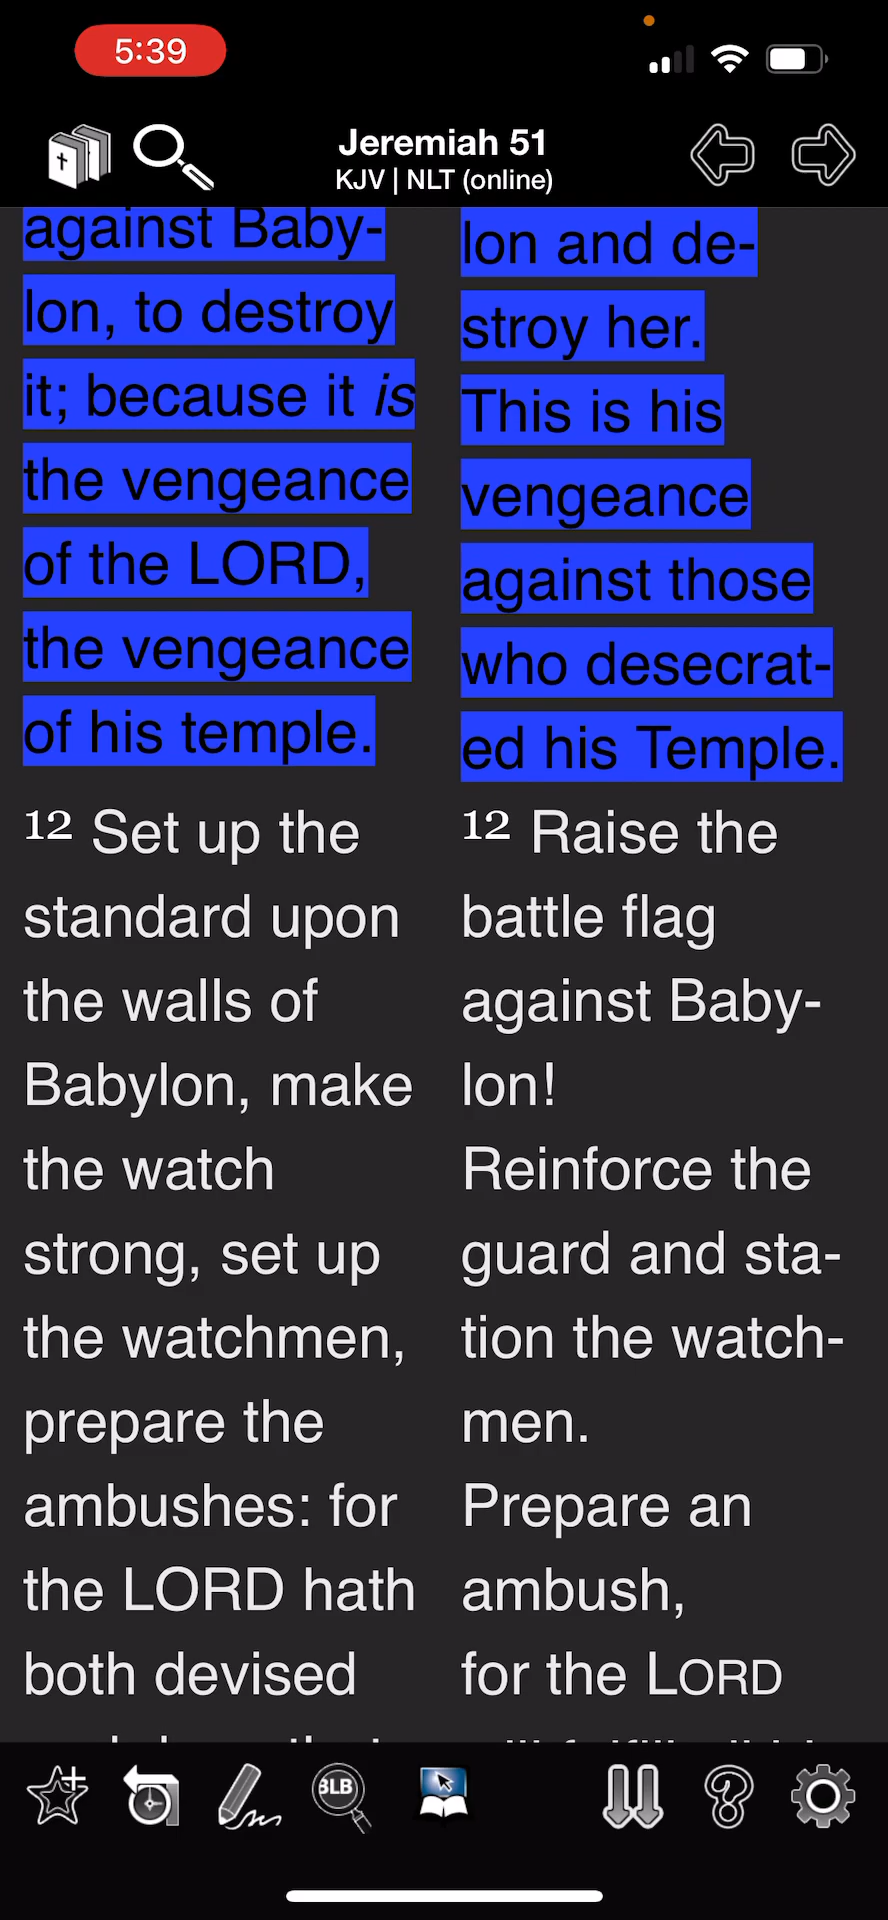 5:39
Jeremiah 51
KJV | NLT (online)
against Baby-
lon, to destroy
it; because it is
the vengeance
of the LORD,
the vengeance
of his temple.
12 Set up the
standard upon
the walls of
Babylon, make
the watch
strong, set up
the watchmen,
prepare the
ambushes: for
the LORD hath
both devised
lon and de-
stroy her.
This is his
vengeance
against those
who desecrat-
ed his Temple.
12 Raise the
battle flag
against Baby-
lon!
Reinforce the
guard and sta-
tion the watch-
men.
Prepare an
ambush,
for the LORD
BLB